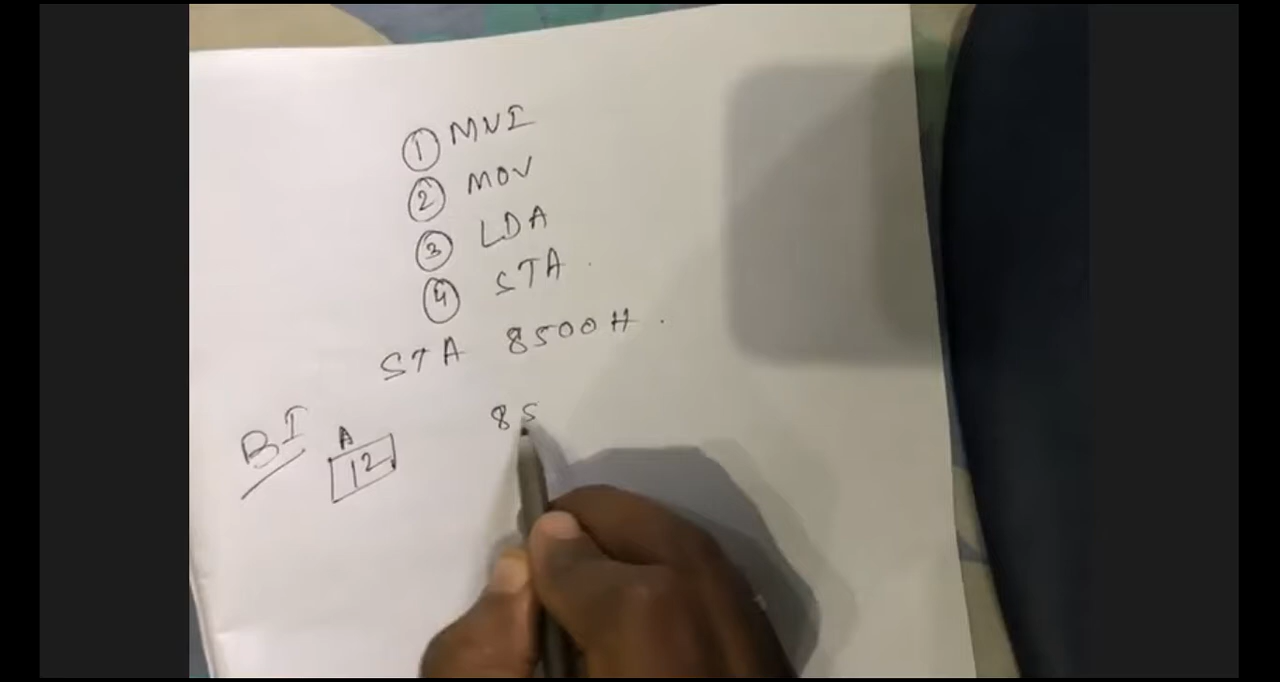 ① MVI
② MOV
③ LDA
④ STA .
STA 8500H .
BI A 85
12